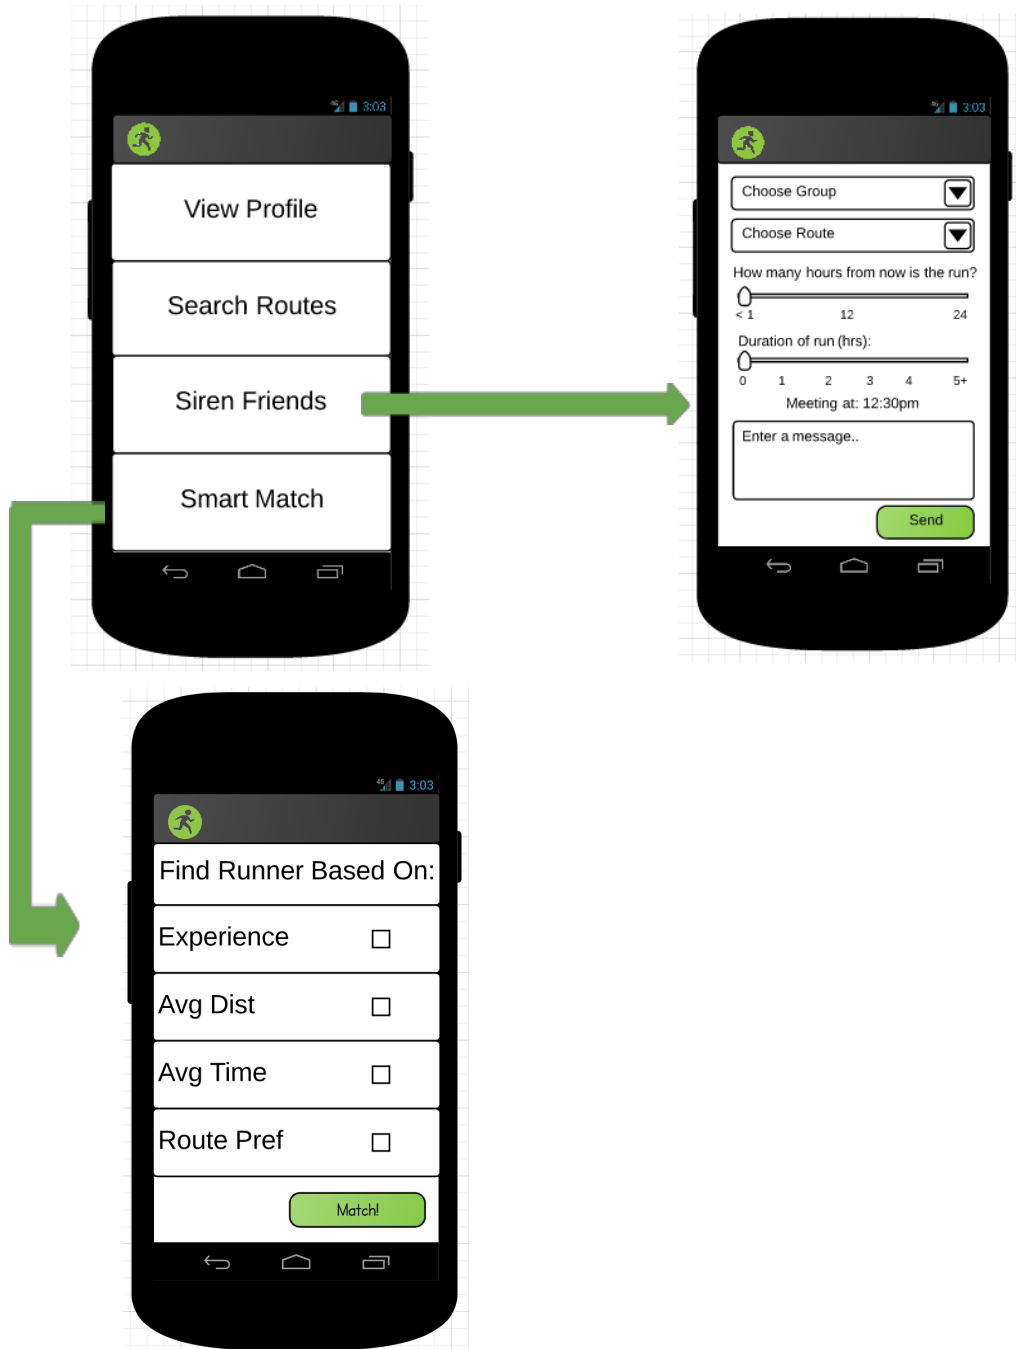 4G 3:03
View Profile
Search Routes
Siren Friends
Smart Match
4G 3:03
Choose Group
Choose Route
How many hours from now is the run?
< 1 12 24
Duration of run (hrs):
0 1 2 3 4 5+
Meeting at: 12:30pm
Enter a message..
Send
4G 3:03
Find Runner Based On:
Experience
Avg Dist
Avg Time
Route Pref
Match!